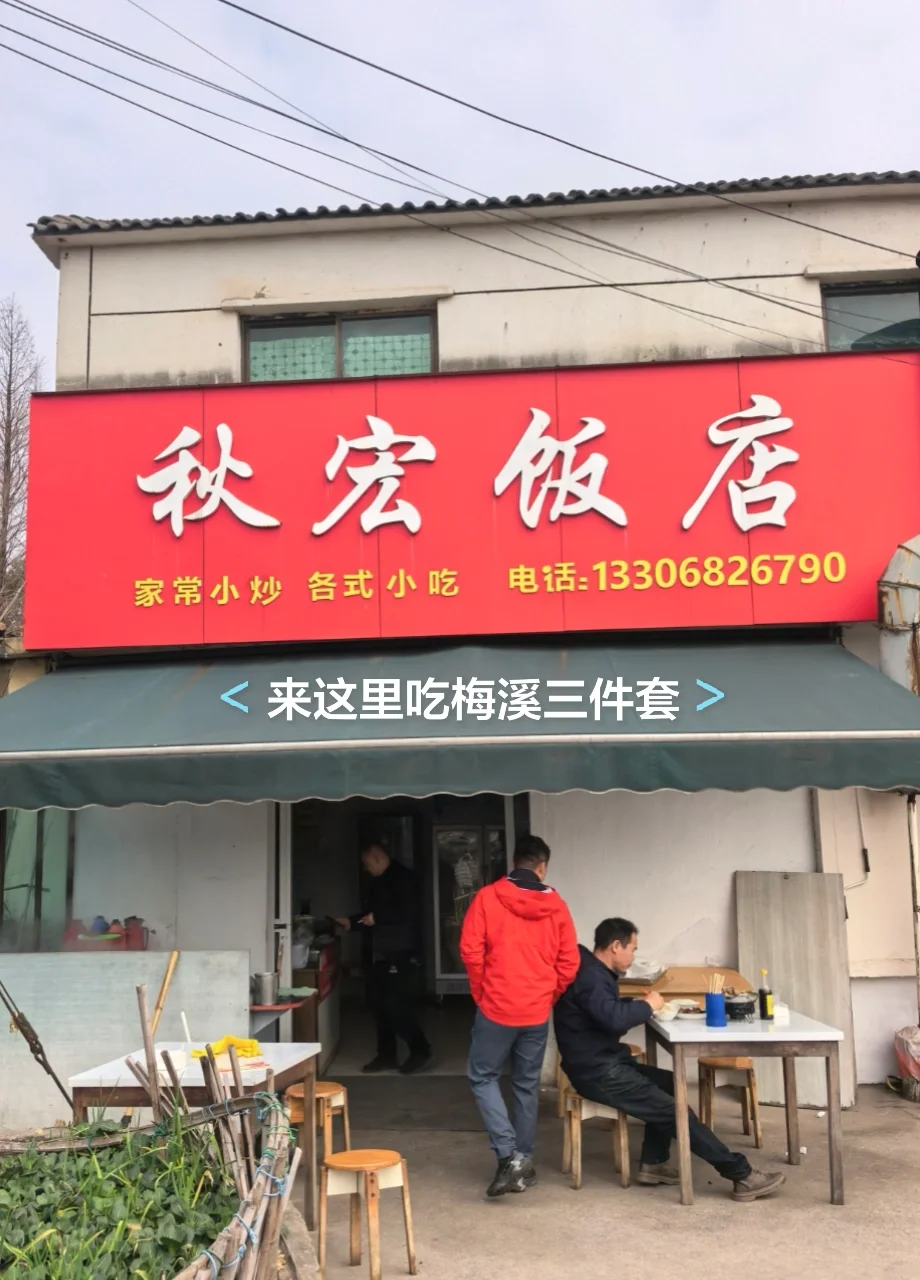 秋宏饭店
家常小炒 各式小吃 电话:13306826790
< 来这里吃梅溪三件套 >